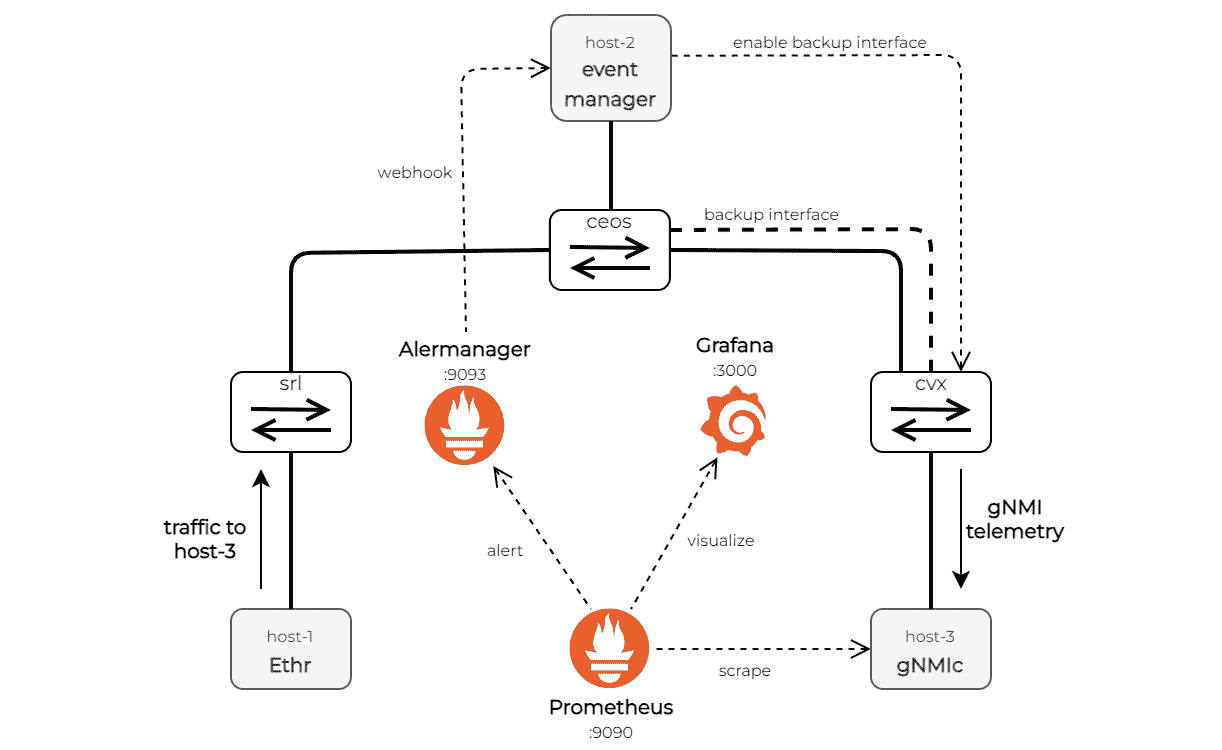 host-2
event
manager
enable backup interface
webhook
ceos
backup interface
Alermanager
:9093
Grafana
:3000
srl
cvx
traffic to
host-3
gNMI
telemetry
alert
visualize
host-1
Ethr
scrape
host-3
gNMIc
Prometheus
:9090